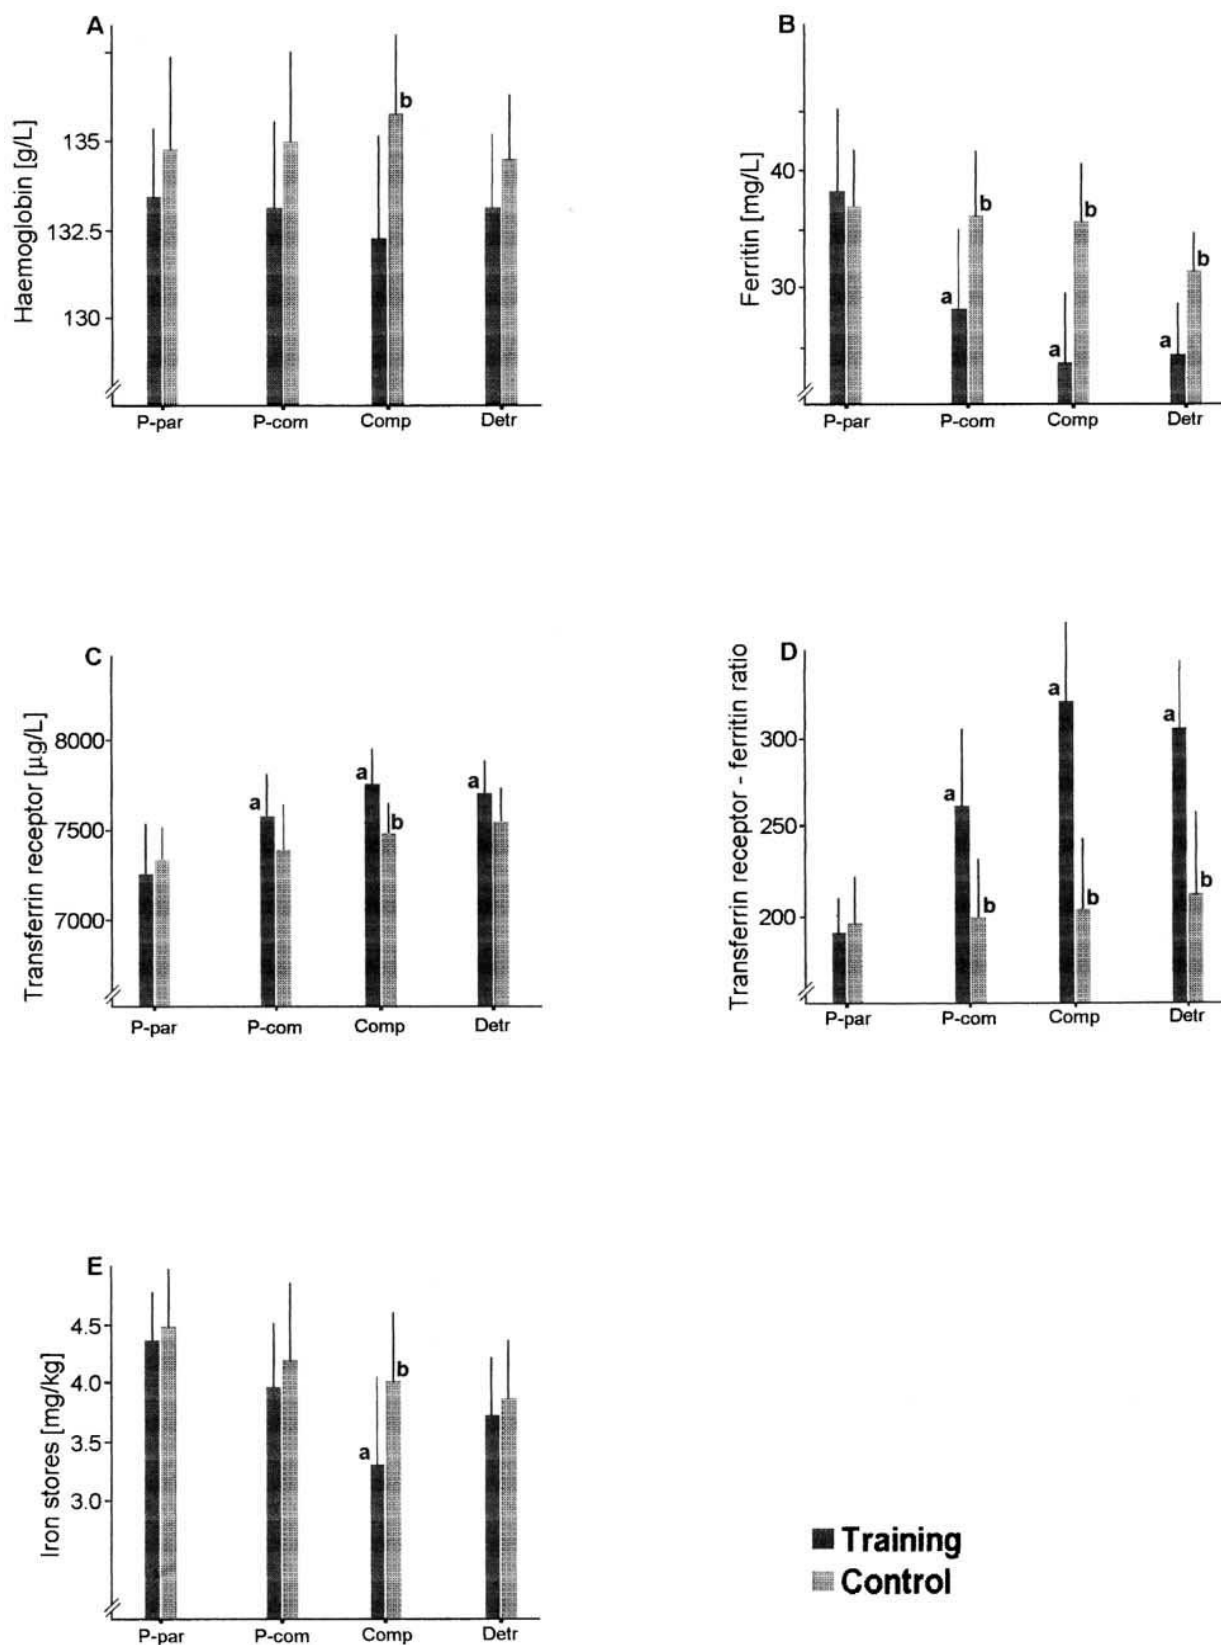 A
Haemoglobin [g/L]
135
132.5
130
P-par P-com Comp Detr
b
B
Ferritin [mg/L]
40
30
P-par P-com Comp Detr
a b a b a b
C
Transferrin receptor [µg/L]
8000
7500
7000
P-par P-com Comp Detr
a a b a
D
Transferrin receptor - ferritin ratio
300
250
200
P-par P-com Comp Detr
a b a b a b
E
Iron stores [mg/kg]
4.5
4.0
3.5
3.0
P-par P-com Comp Detr
a b
Training
Control